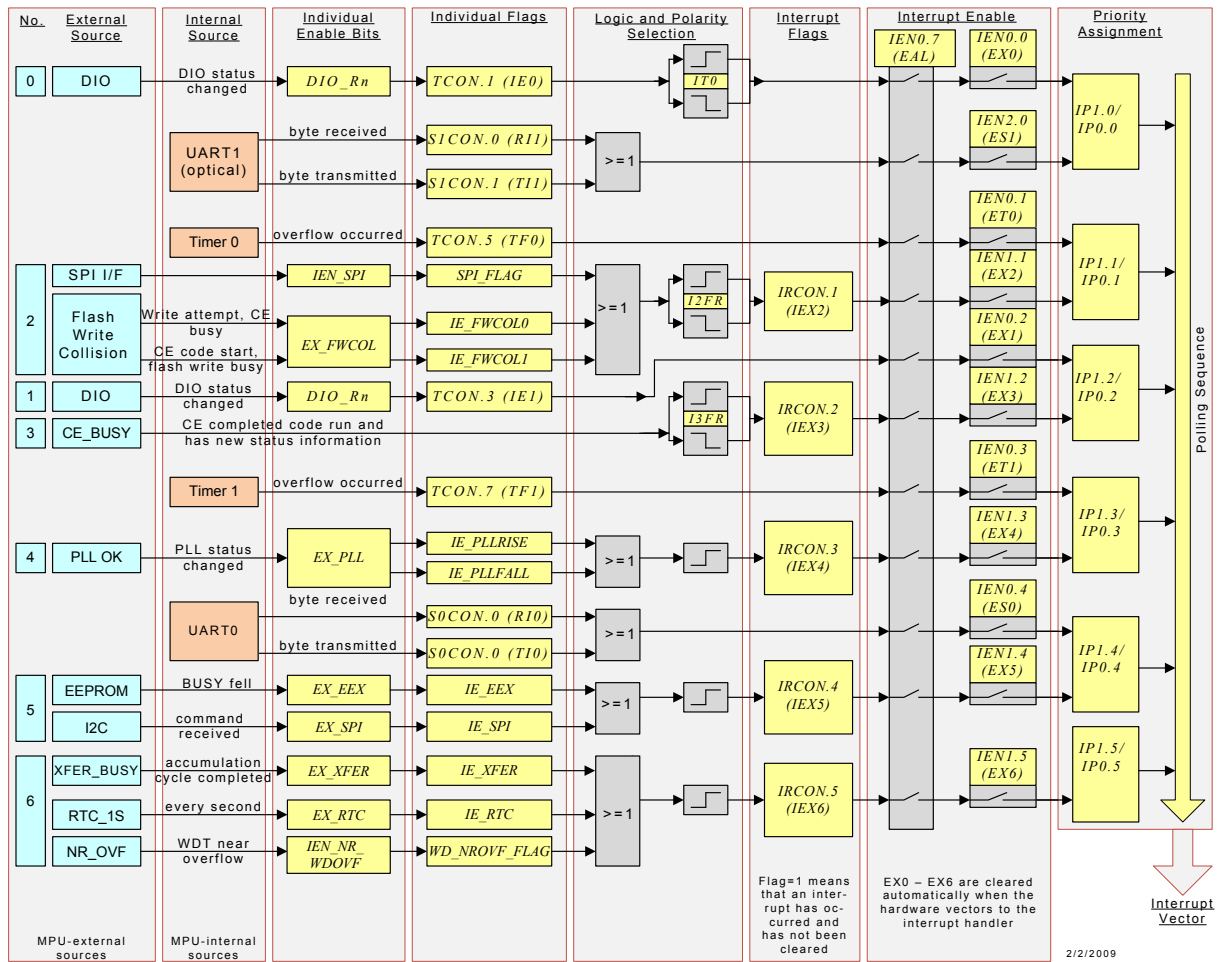 No.
External Source
Internal Source
Individual Enable Bits
Individual Flags
Logic and Polarity Selection
Interrupt Flags
Interrupt Enable
Priority Assignment
IEN0.7 (EAL)
IEN0.0 (EX0)
0
DIO
DIO status changed
DIO_Rn
TCON.1 (IE0)
IT0
IP1.0/ IP0.0
UART1 (optical)
byte received
S1CON.0 (RI1)
byte transmitted
S1CON.1 (TI1)
>=1
IEN2.0 (ES1)
Timer 0
overflow occurred
TCON.5 (TF0)
IEN0.1 (ET0)
2
SPI I/F
IEN_SPI
SPI_FLAG
Flash Write Collision
Write attempt, CE busy
CE code start, flash write busy
EX_FWCOL
IE_FWCOL0
IE_FWCOL1
>=1
I2FR
IRCON.1 (IEX2)
IEN1.1 (EX2)
IP1.1/ IP0.1
1
DIO
DIO status changed
DIO_Rn
TCON.3 (IE1)
IEN0.2 (EX1)
3
CE_BUSY
CE completed code run and has new status information
I3FR
IRCON.2 (IEX3)
IEN1.2 (EX3)
IP1.2/ IP0.2
Polling Sequence
Timer 1
overflow occurred
TCON.7 (TF1)
IEN0.3 (ET1)
4
PLL OK
PLL status changed
EX_PLL
IE_PLLRISE
IE_PLLFALL
>=1
IRCON.3 (IEX4)
IEN1.3 (EX4)
IP1.3/ IP0.3
UART0
byte received
S0CON.0 (RI0)
byte transmitted
S0CON.0 (TI0)
>=1
IEN0.4 (ES0)
5
EEPROM
BUSY fell
EX_EEX
IE_EEX
I2C
command received
EX_SPI
IE_SPI
>=1
IRCON.4 (IEX5)
IEN1.4 (EX5)
IP1.4/ IP0.4
6
XFER_BUSY
accumulation cycle completed
EX_XFER
IE_XFER
RTC_1S
every second
EX_RTC
IE_RTC
NR_OVF
WDT near overflow
IEN_NR_ WDOVF
WD_NROVF_FLAG
>=1
IRCON.5 (IEX6)
IEN1.5 (EX6)
IP1.5/ IP0.5
MPU-external sources
MPU-internal sources
Flag=1 means that an inter- rupt has oc- curred and has not been cleared
EX0 – EX6 are cleared automatically when the hardware vectors to the interrupt handler
Interrupt Vector
2/2/2009